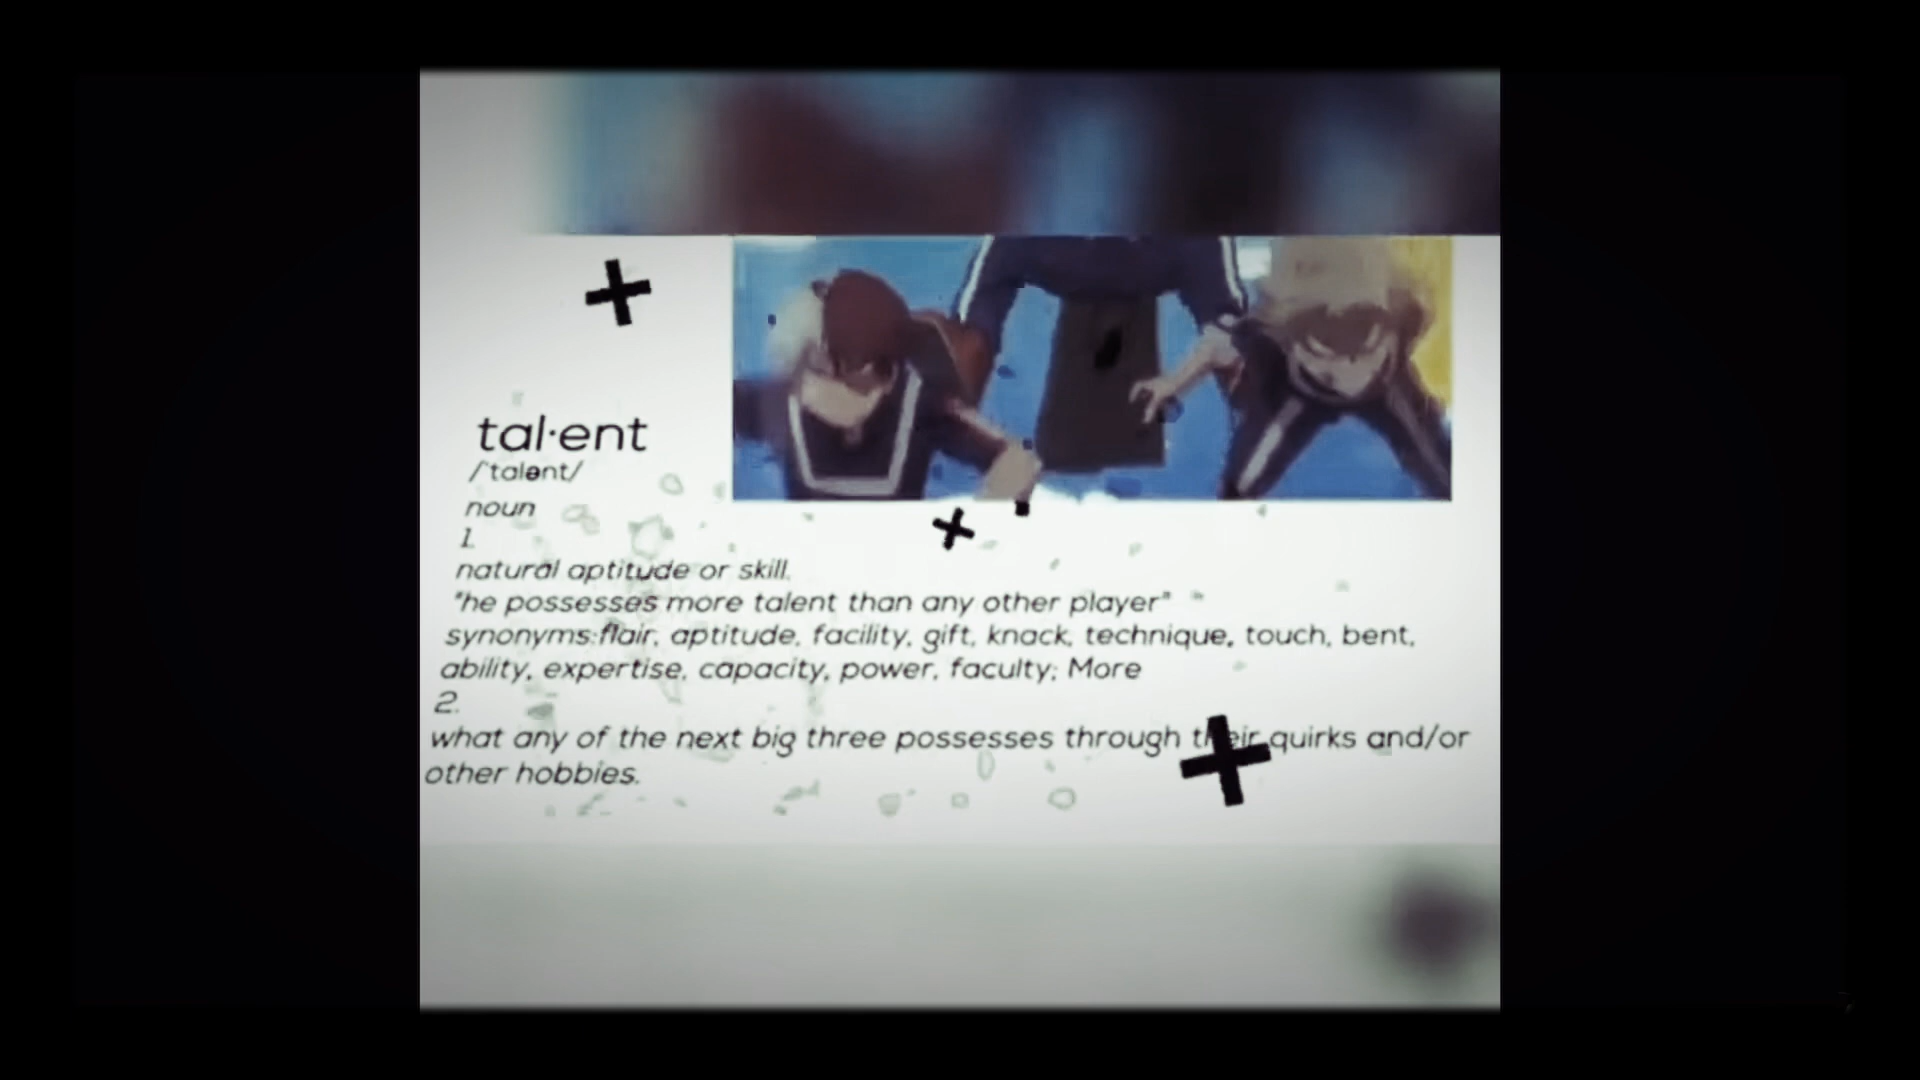 tal·ent
/ˈtalənt/
noun
1.
natural aptitude or skill.
"he possesses more talent than any other player"
synonyms:flair, aptitude, facility, gift, knack, technique, touch, bent,
ability, expertise, capacity, power, faculty; More
2.
what any of the next big three possesses through their quirks and/or
other hobbies.